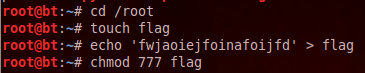 root@bt:~# cd /root
root@bt:~# touch flag
root@bt:~# echo 'fwjaoiejfoinafoijfd' > flag
root@bt:~# chmod 777 flag